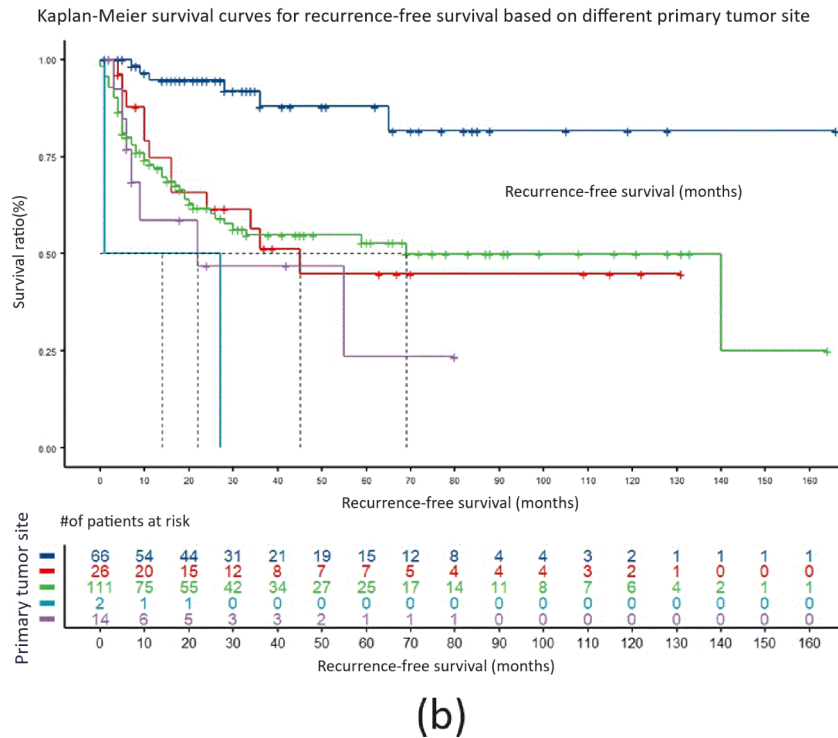 Kaplan-Meier survival curves for recurrence-free survival based on different primary tumor site
1.00
0.75
0.50
0.25
0.00
Survival ratio(%)
Recurrence-free survival (months)
0 10 20 30 40 50 60 70 80 90 100 110 120 130 140 150 160
Recurrence-free survival (months)
#of patients at risk
Primary tumor site
66 54 44 31 21 19 15 12 8 4 4 3 2 1 1 1 1
26 20 15 12 8 7 7 5 4 4 4 3 2 1 0 0 0
111 75 55 42 34 27 25 17 14 11 8 7 6 4 2 1 1
2 1 1 0 0 0 0 0 0 0 0 0 0 0 0 0 0
14 6 5 3 3 2 1 1 1 0 0 0 0 0 0 0 0
0 10 20 30 40 50 60 70 80 90 100 110 120 130 140 150 160
Recurrence-free survival (months)
(b)